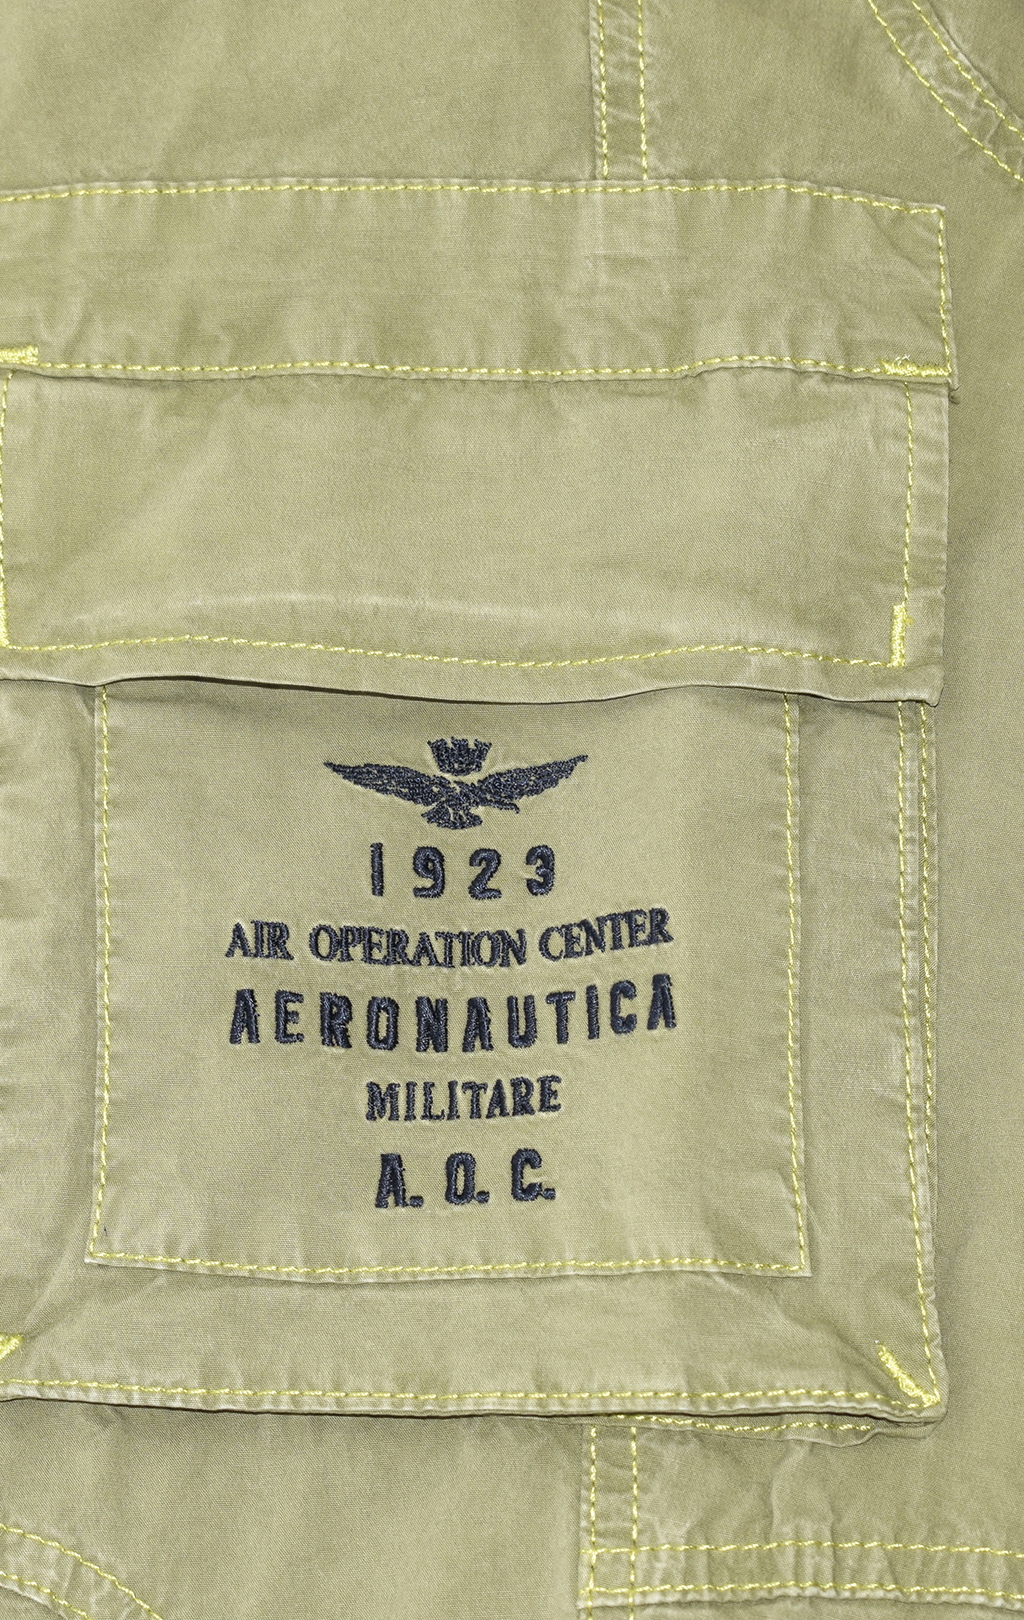 1923
AIR OPERATION CENTER
AERONAUTICA
MILITARE
A.O.C.